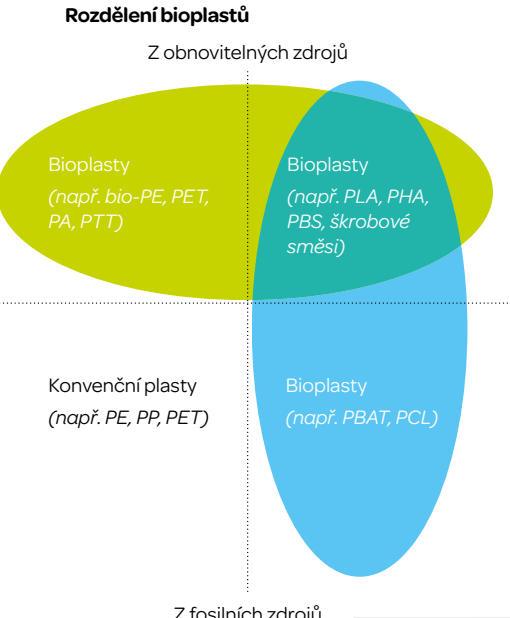 Rozdělení bioplastů
Z obnovitelných zdrojů
Bioplasty
(např. bio-PE, PET,
PA, PTT)
Bioplasty
(např. PLA, PHA,
PBS, škrobové
směsi)
Konvenční plasty
(např. PE, PP, PET)
Bioplasty
(např. PBAT, PCL)
Z fosilních zdrojů